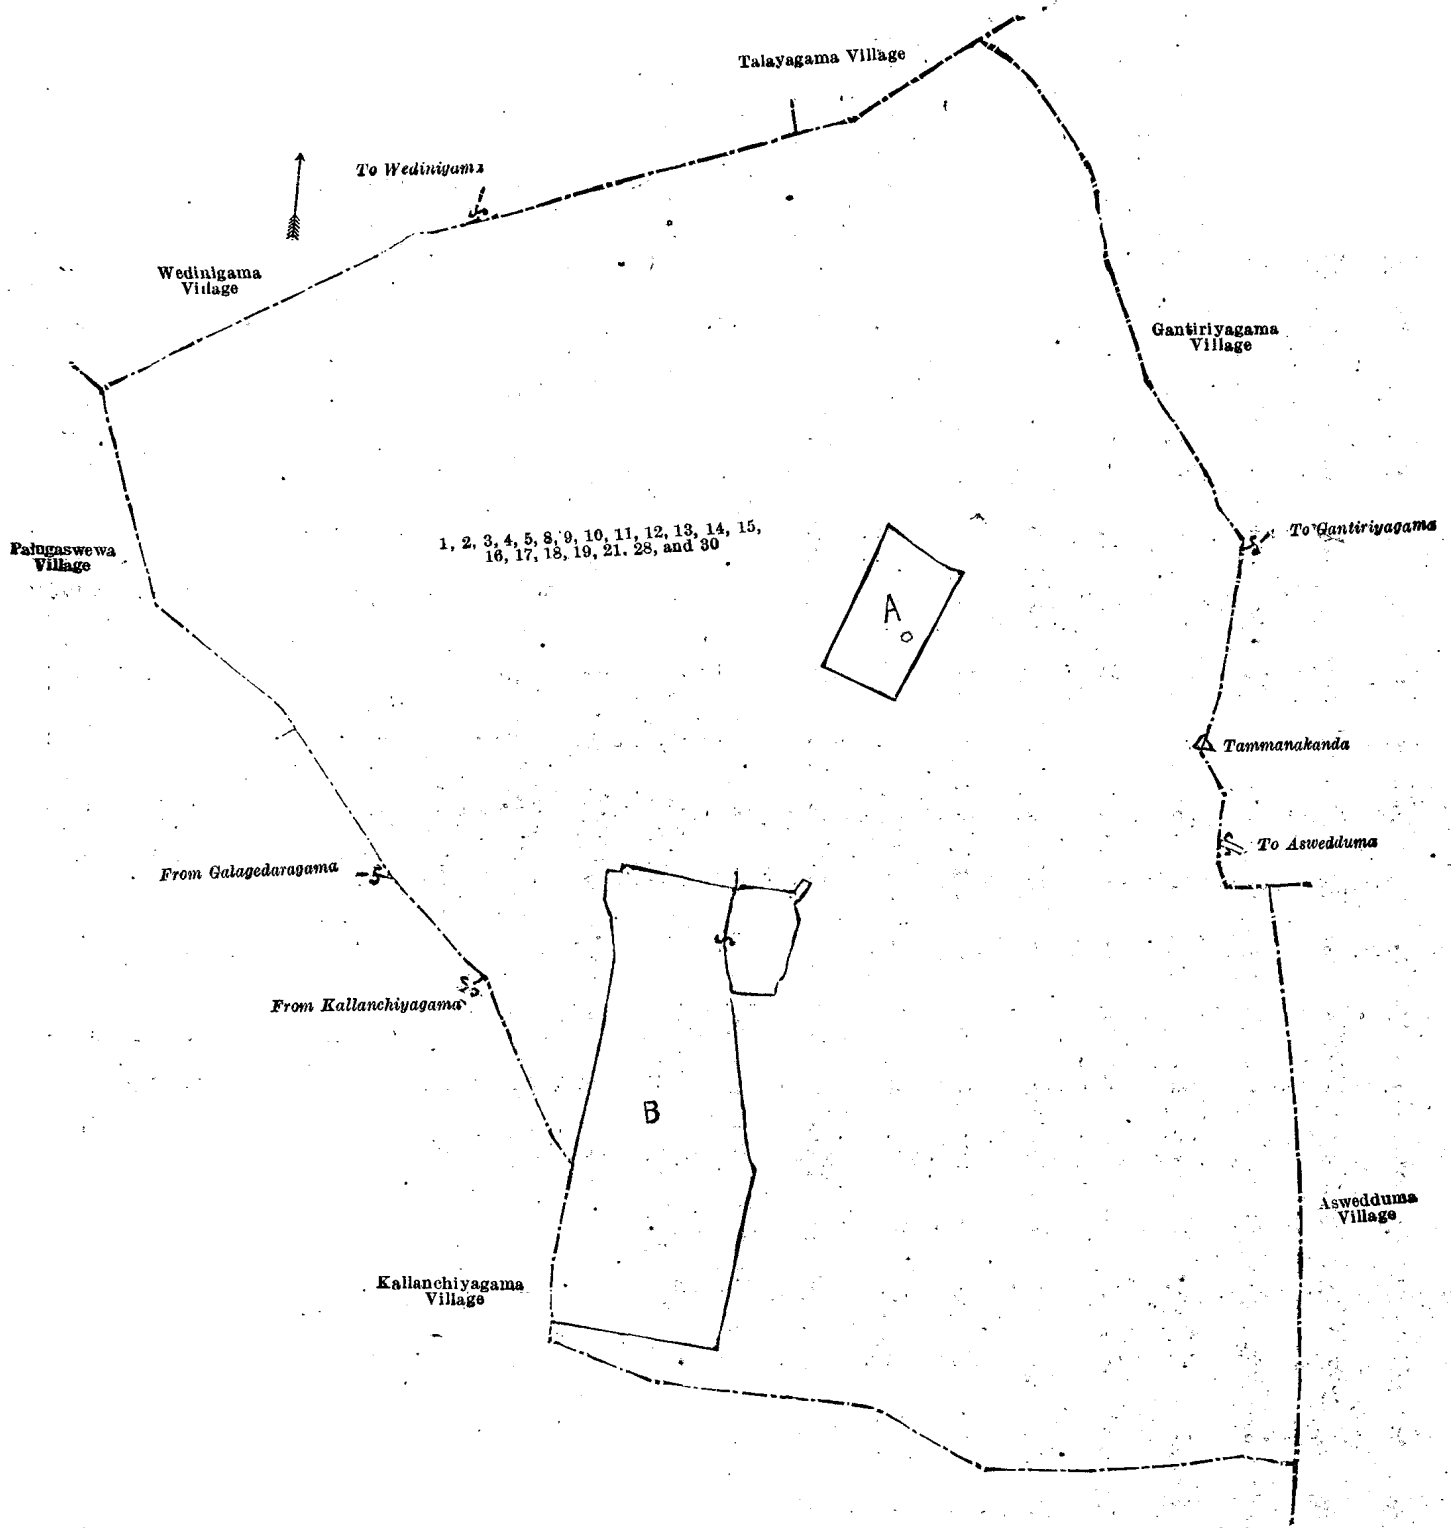 Talayagama Village
To Wedinigama
Wedinigama
Village
Gantiriyagama
Village
1, 2, 3, 4, 5, 8, 9, 10, 11, 12, 13, 14, 15,
16, 17, 18, 19, 21. 28, and 30
To Gantiriyagama
Palugaswewa
Village
A
Tammanakanda
To Aswedduma
From Galagedaragama
From Kallanchiyagama
B
Aswedduma
Village
Kallanchiyagama
Village